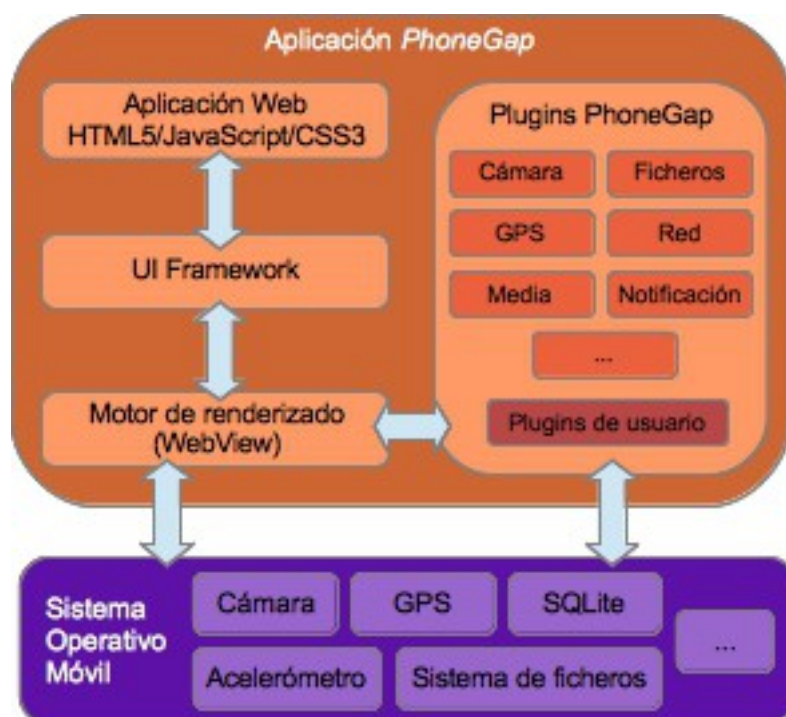 Aplicación PhoneGap
Aplicación Web
HTML5/JavaScript/CSS3
UI Framework
Motor de renderizado
(WebView)
Plugins PhoneGap
Cámara
Ficheros
GPS
Red
Media
Notificación
...
Plugins de usuario
Sistema
Operativo
Móvil
Cámara
GPS
SQLite
...
Acelerómetro
Sistema de ficheros